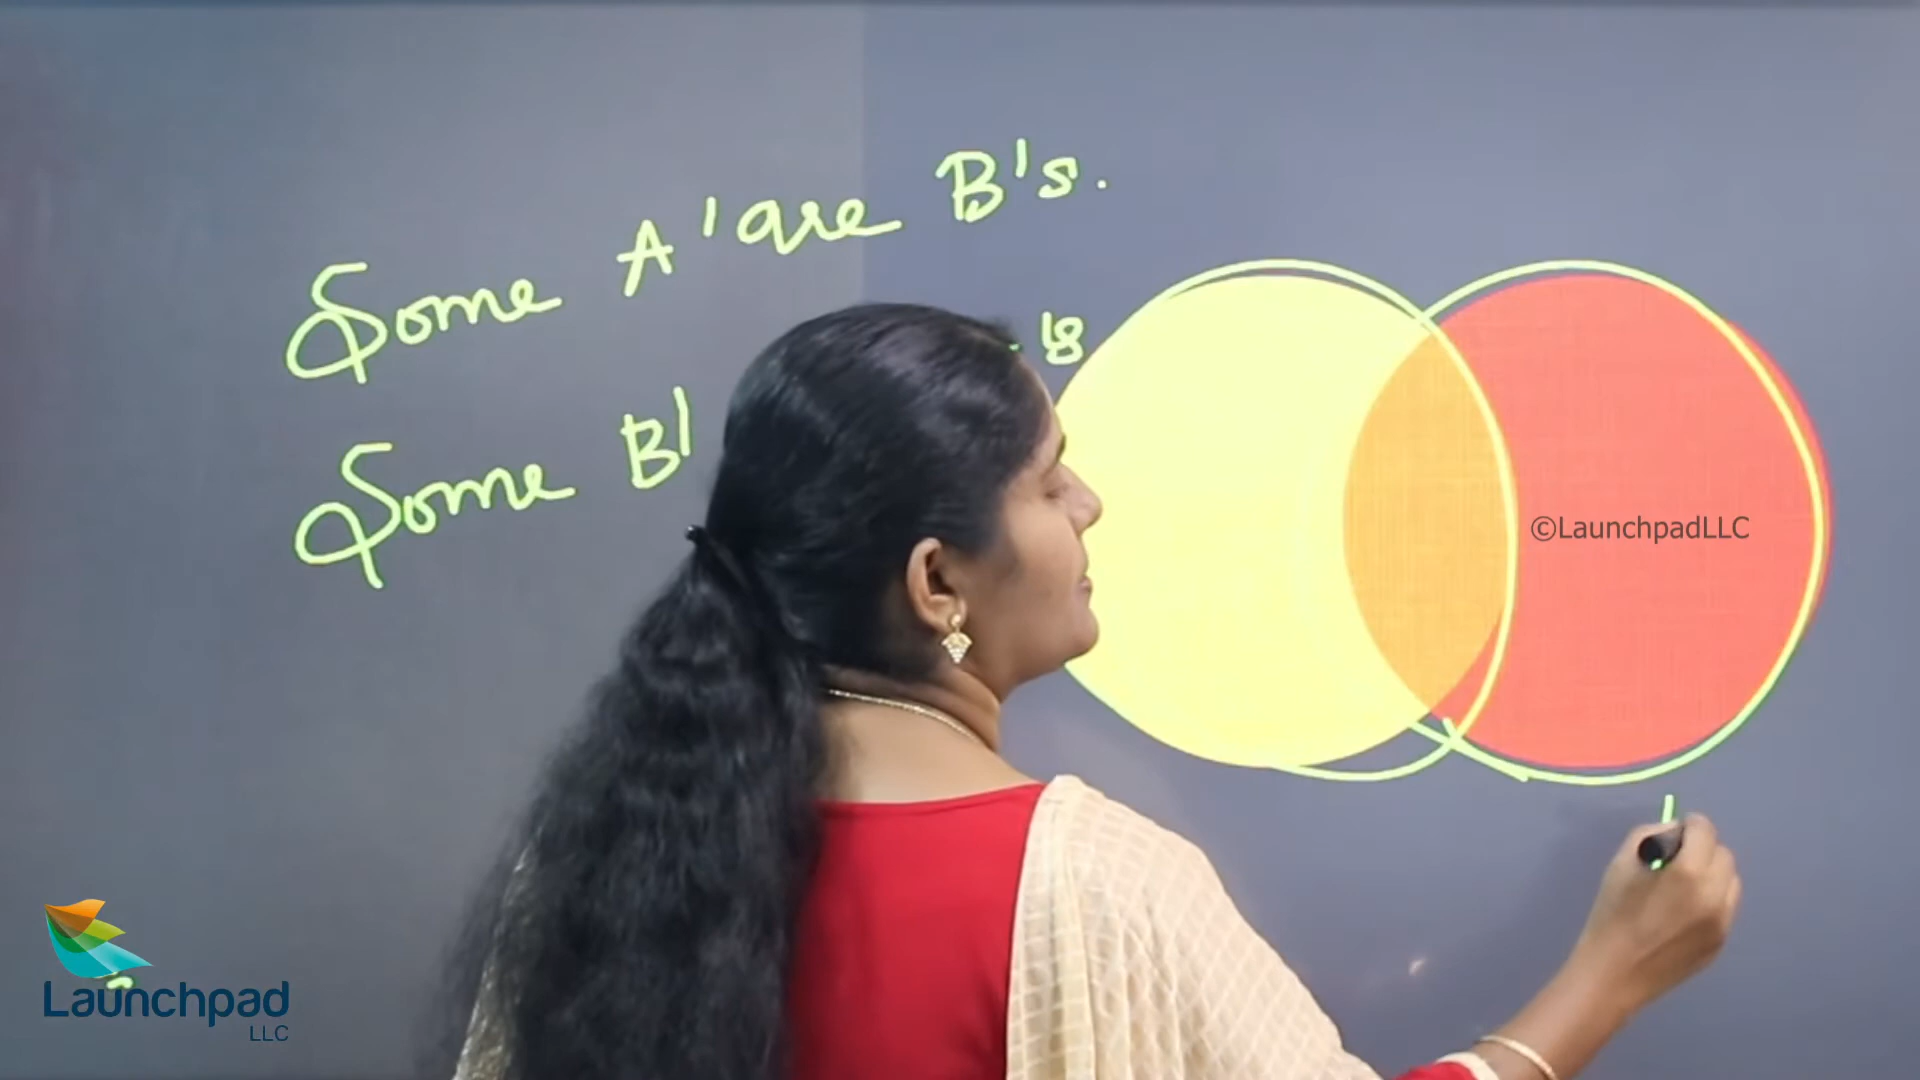 Some A' are B's.
Some B'
©LaunchpadLLC
Launchpad
LLC